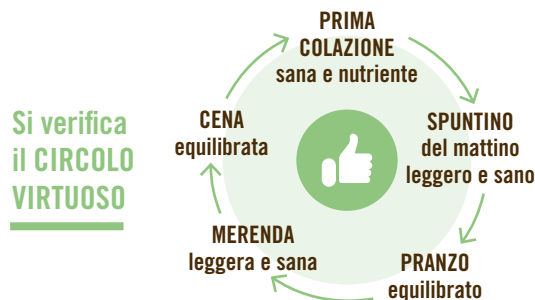 Si verifica
il CIRCOLO
VIRTUOSO
PRIMA
COLAZIONE
sana e nutriente
SPUNTINO
del mattino
leggero e sano
PRANZO
equilibrato
MERENDA
leggera e sana
CENA
equilibrata